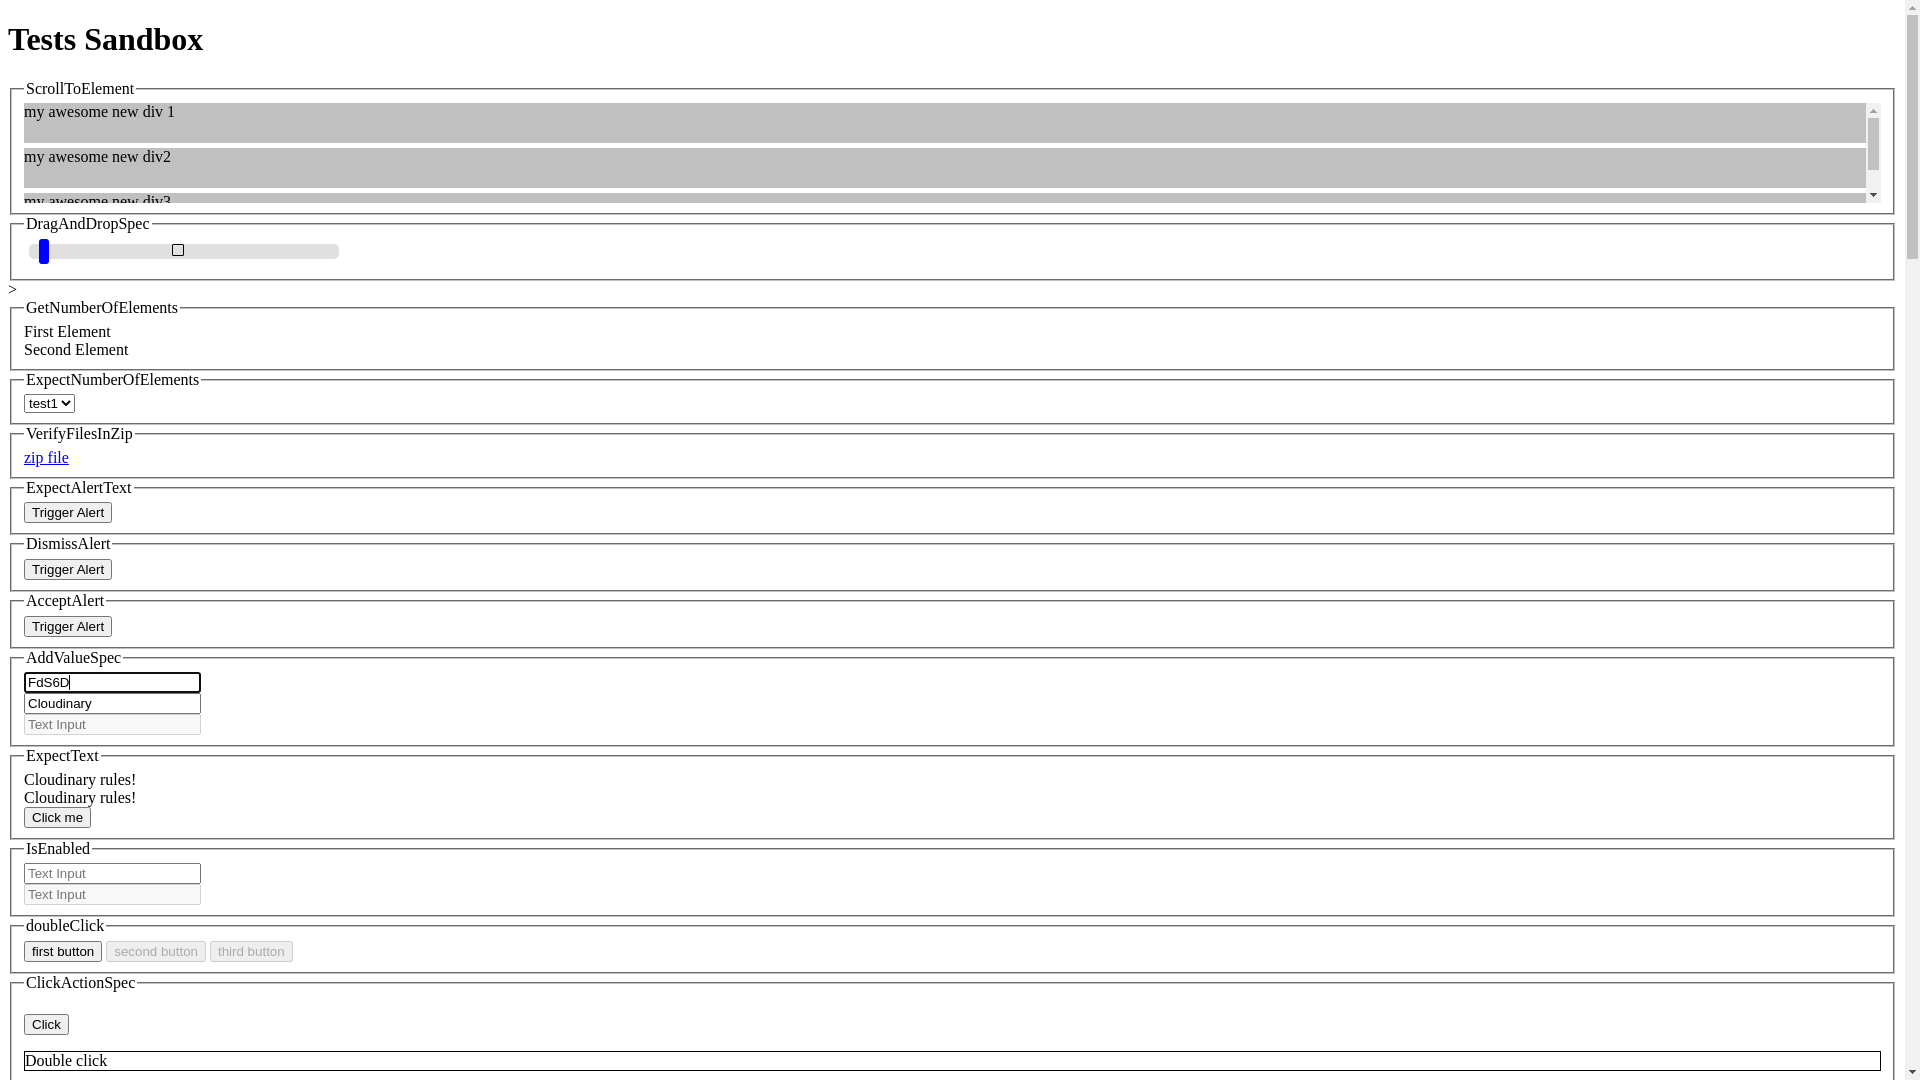 Tests Sandbox
ScrollToElement
my awesome new div 1
my awesome new div2
my awesome new div3
DragAndDropSpec
>
GetNumberOfElements
First Element
Second Element
ExpectNumberOfElements
test1
VerifyFilesInZip
zip file
ExpectAlertText
Trigger Alert
DismissAlert
Trigger Alert
AcceptAlert
Trigger Alert
AddValueSpec
FdS6D
Cloudinary
Text Input
ExpectText
Cloudinary rules!
Cloudinary rules!
Click me
IsEnabled
Text Input
Text Input
doubleClick
first button second button third button
ClickActionSpec
Click
Double click